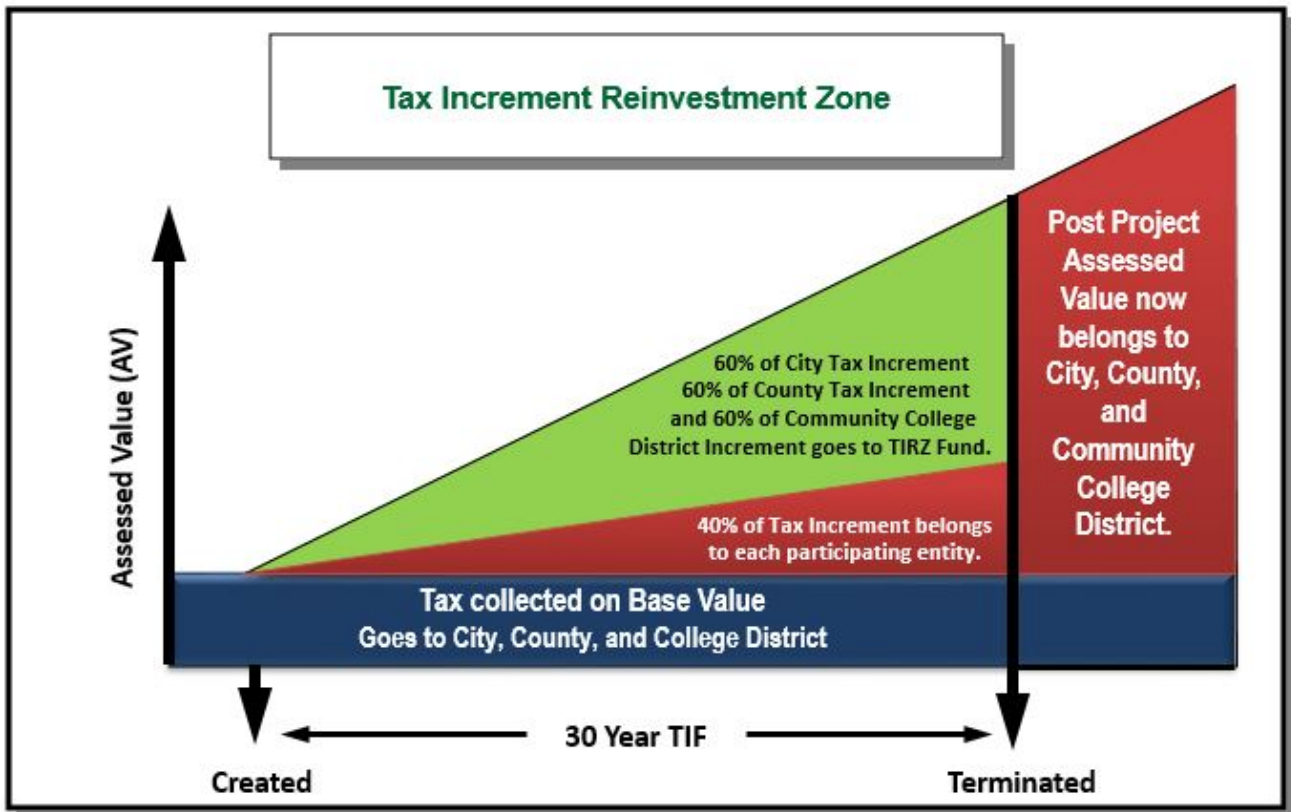 Tax Increment Reinvestment Zone
Assessed Value (AV)
60% of City Tax Increment
60% of County Tax Increment
and 60% of Community College
District Increment goes to TIRZ Fund.
40% of Tax Increment belongs
to each participating entity.
Post Project
Assessed
Value now
belongs to
City, County,
and
Community
College
District.
Tax collected on Base Value
Goes to City, County, and College District
30 Year TIF
Created
Terminated